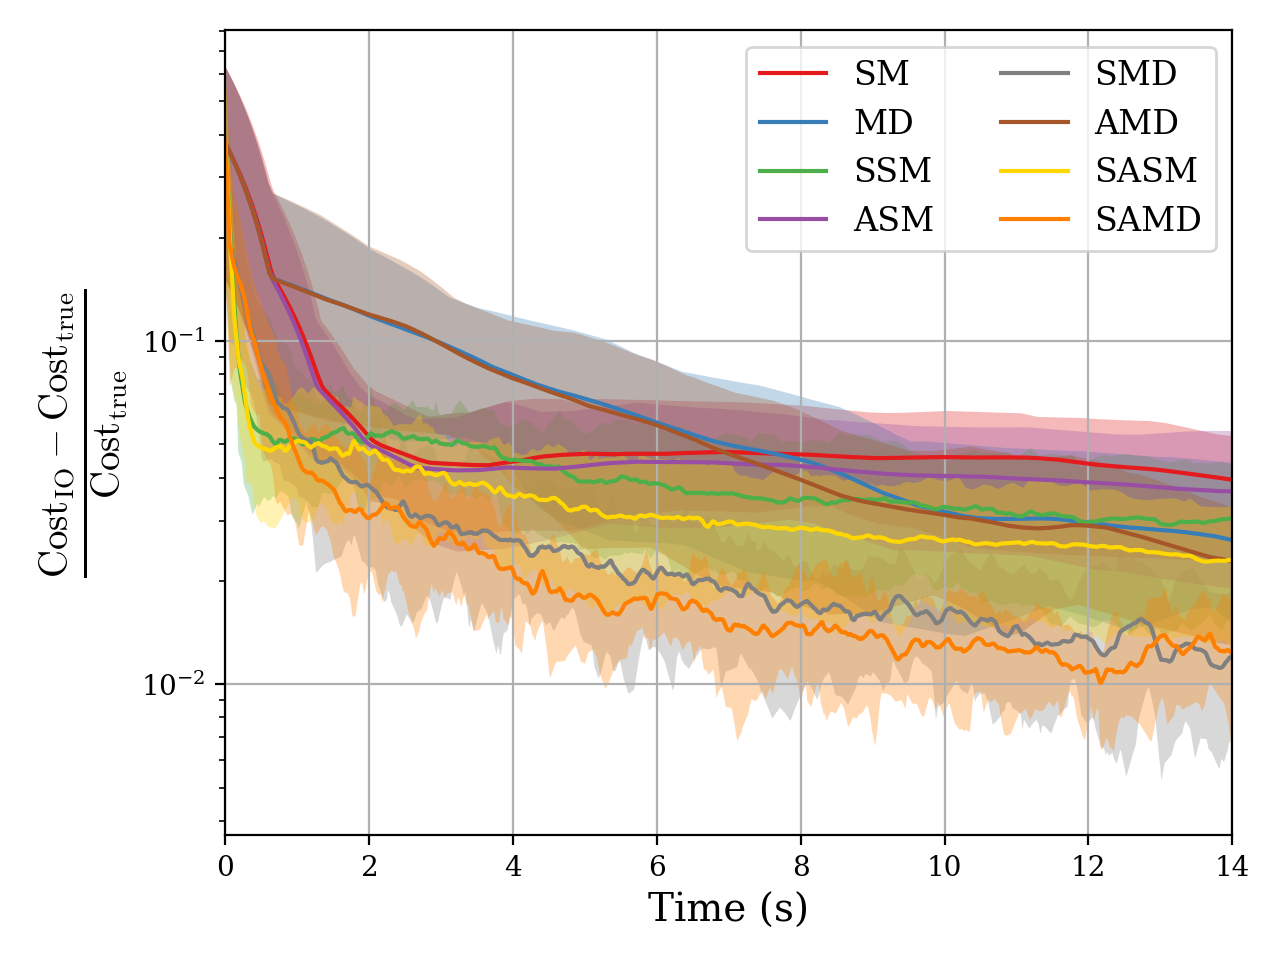 SM
MD
SSM
ASM
SMD
AMD
SASM
SAMD
Cost_IO − Cost_true
Cost_true
10⁻¹
10⁻²
0 2 4 6 8 10 12 14
Time (s)